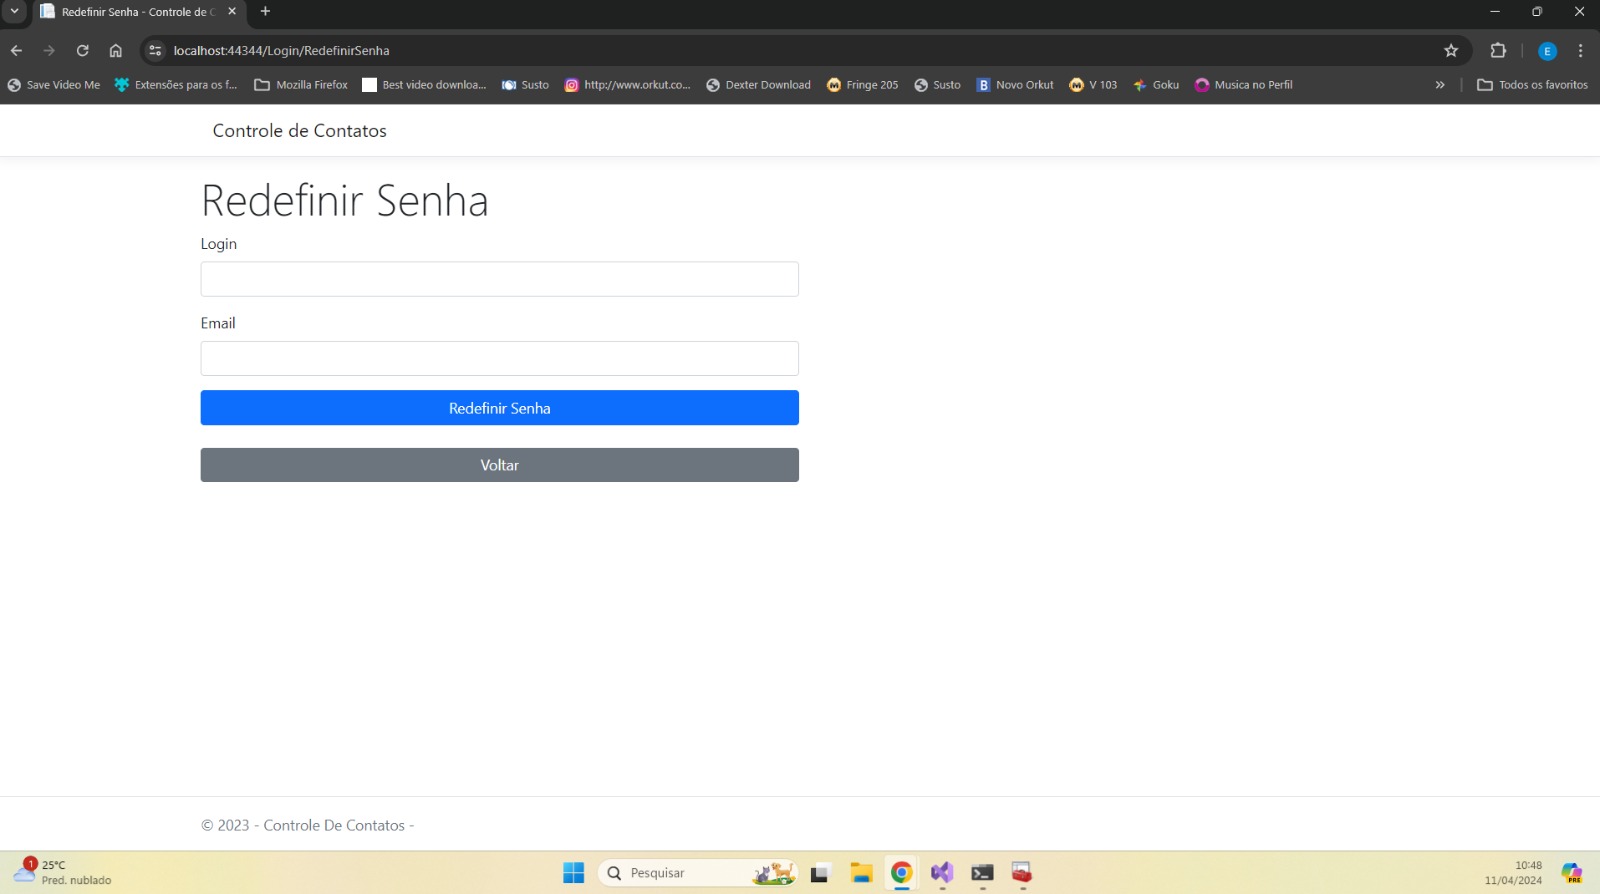 Redefinir Senha - Controle de C
localhost:44344/Login/RedefinirSenha
E
Save Video Me
Extensões para os f...
Mozilla Firefox
Best video downloa...
Susto
http://www.orkut.co...
Dexter Download
Fringe 205
Susto
B
Novo Orkut
V 103
Goku
Musica no Perfil
Todos os favoritos
Controle de Contatos
Redefinir Senha
Login
Email
Redefinir Senha
Voltar
© 2023 - Controle De Contatos -
1
25°C
Pred. nublado
Pesquisar
10:48
11/04/2024
PRE